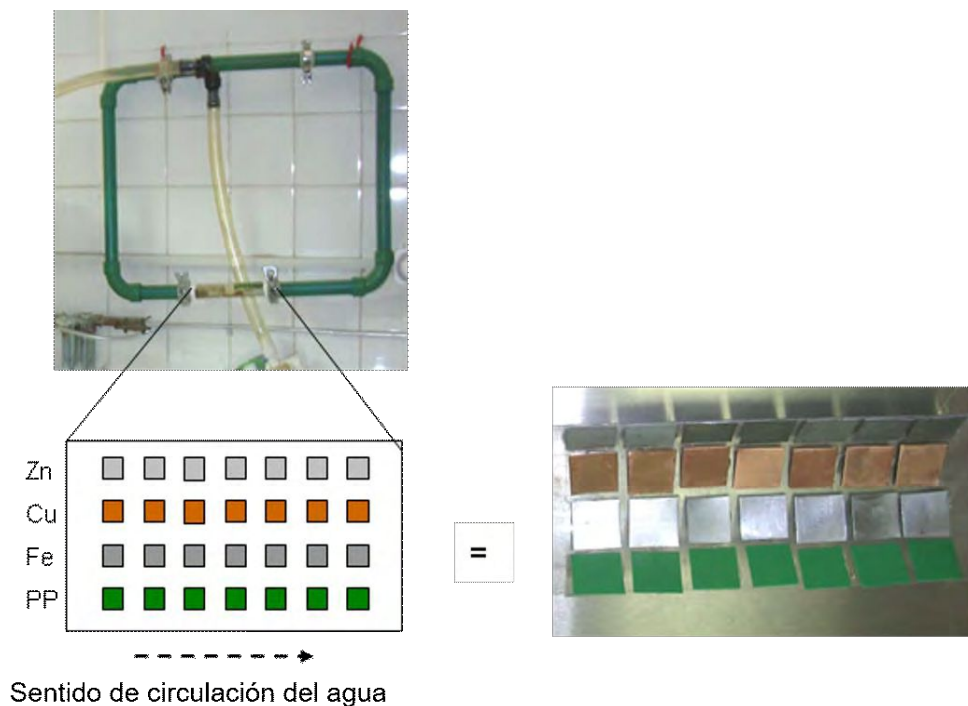 Zn
Cu
Fe
PP
=
Sentido de circulación del agua